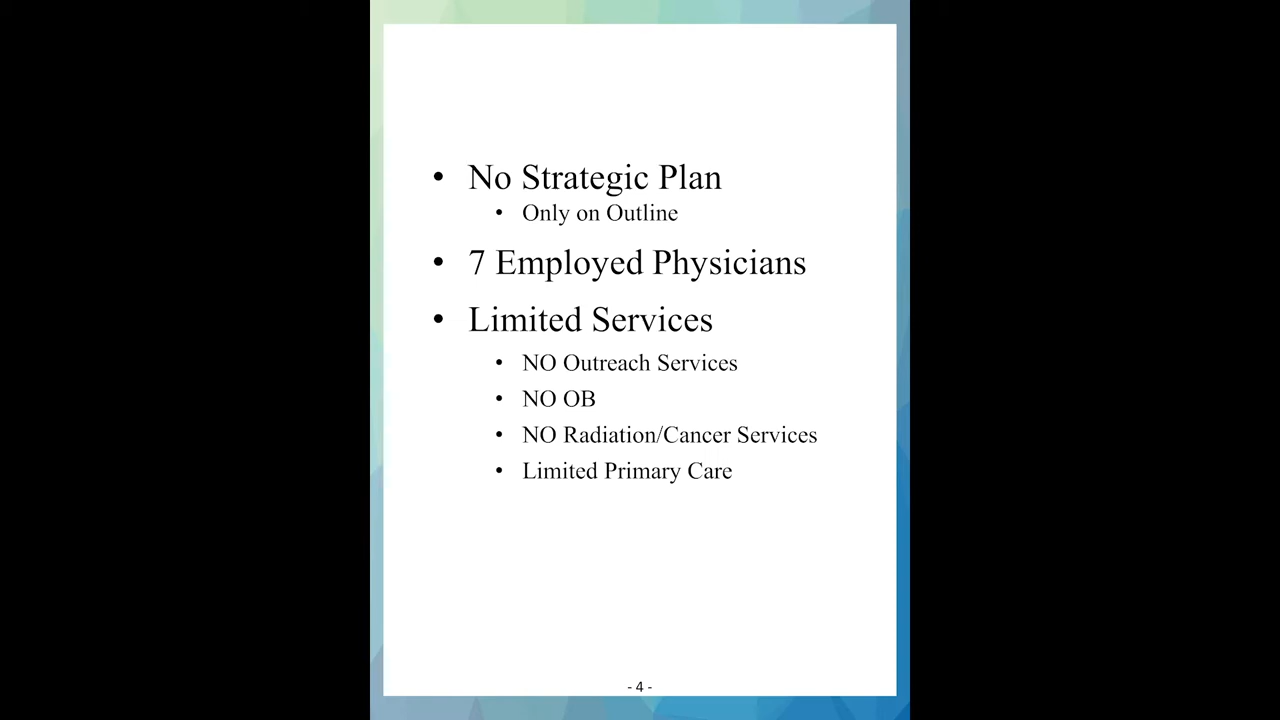 • No Strategic Plan
• Only on Outline
• 7 Employed Physicians
• Limited Services
• NO Outreach Services
• NO OB
• NO Radiation/Cancer Services
• Limited Primary Care
- 4 -